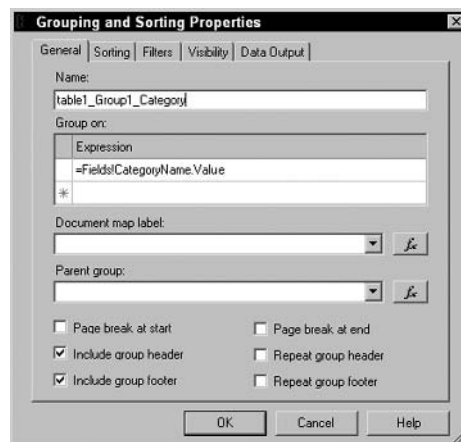 Grouping and Sorting Properties
General Sorting Filters Visibility Data Output
Name:
table1_Group1_Category
Group on:
Expression
=Fields!CategoryName.Value
*
Document map label:
fx
Parent group:
fx
Page break at start Page break at end
Include group header Repeat group header
Include group footer Repeat group footer
OK Cancel Help